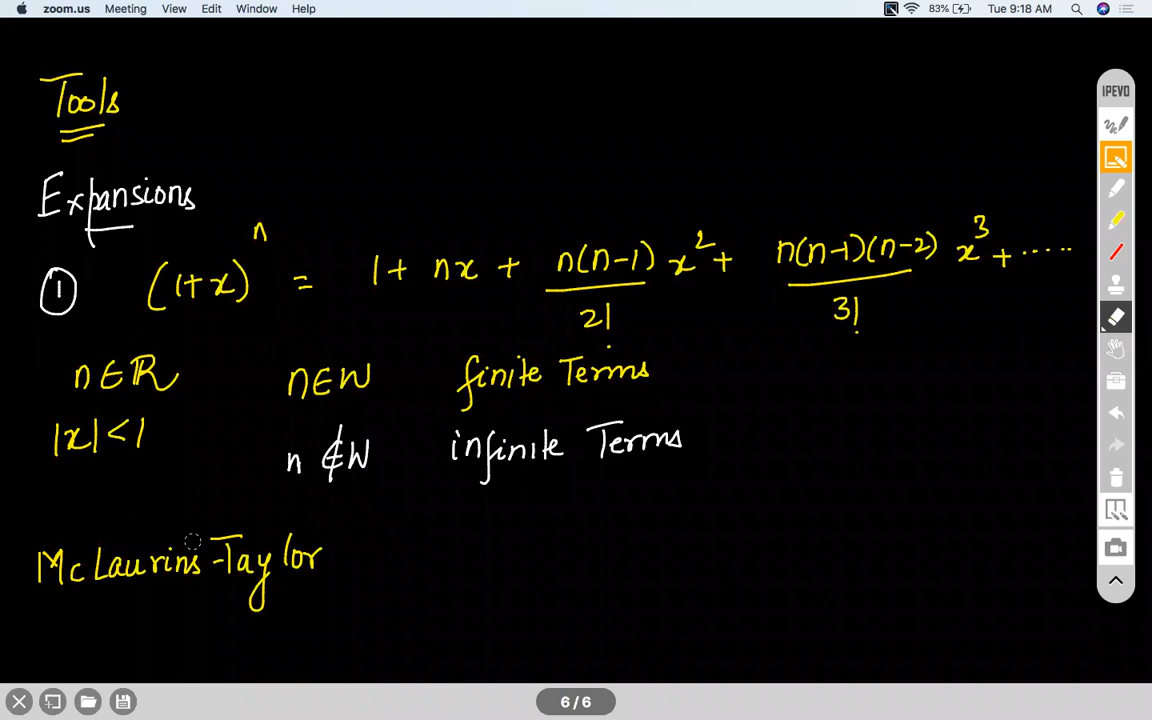 zoom.us Meeting View Edit Window Help 83% Tue 9:18 AM
IPEVO
Tools
Expansions
① (1+x)^n = 1 + nx + n(n-1)/2! x^2 + n(n-1)(n-2)/3! x^3 + .....
n∈ℝ n∈W finite Terms
|x|<1 n∉W infinite Terms
McLaurins-Taylor
6/6